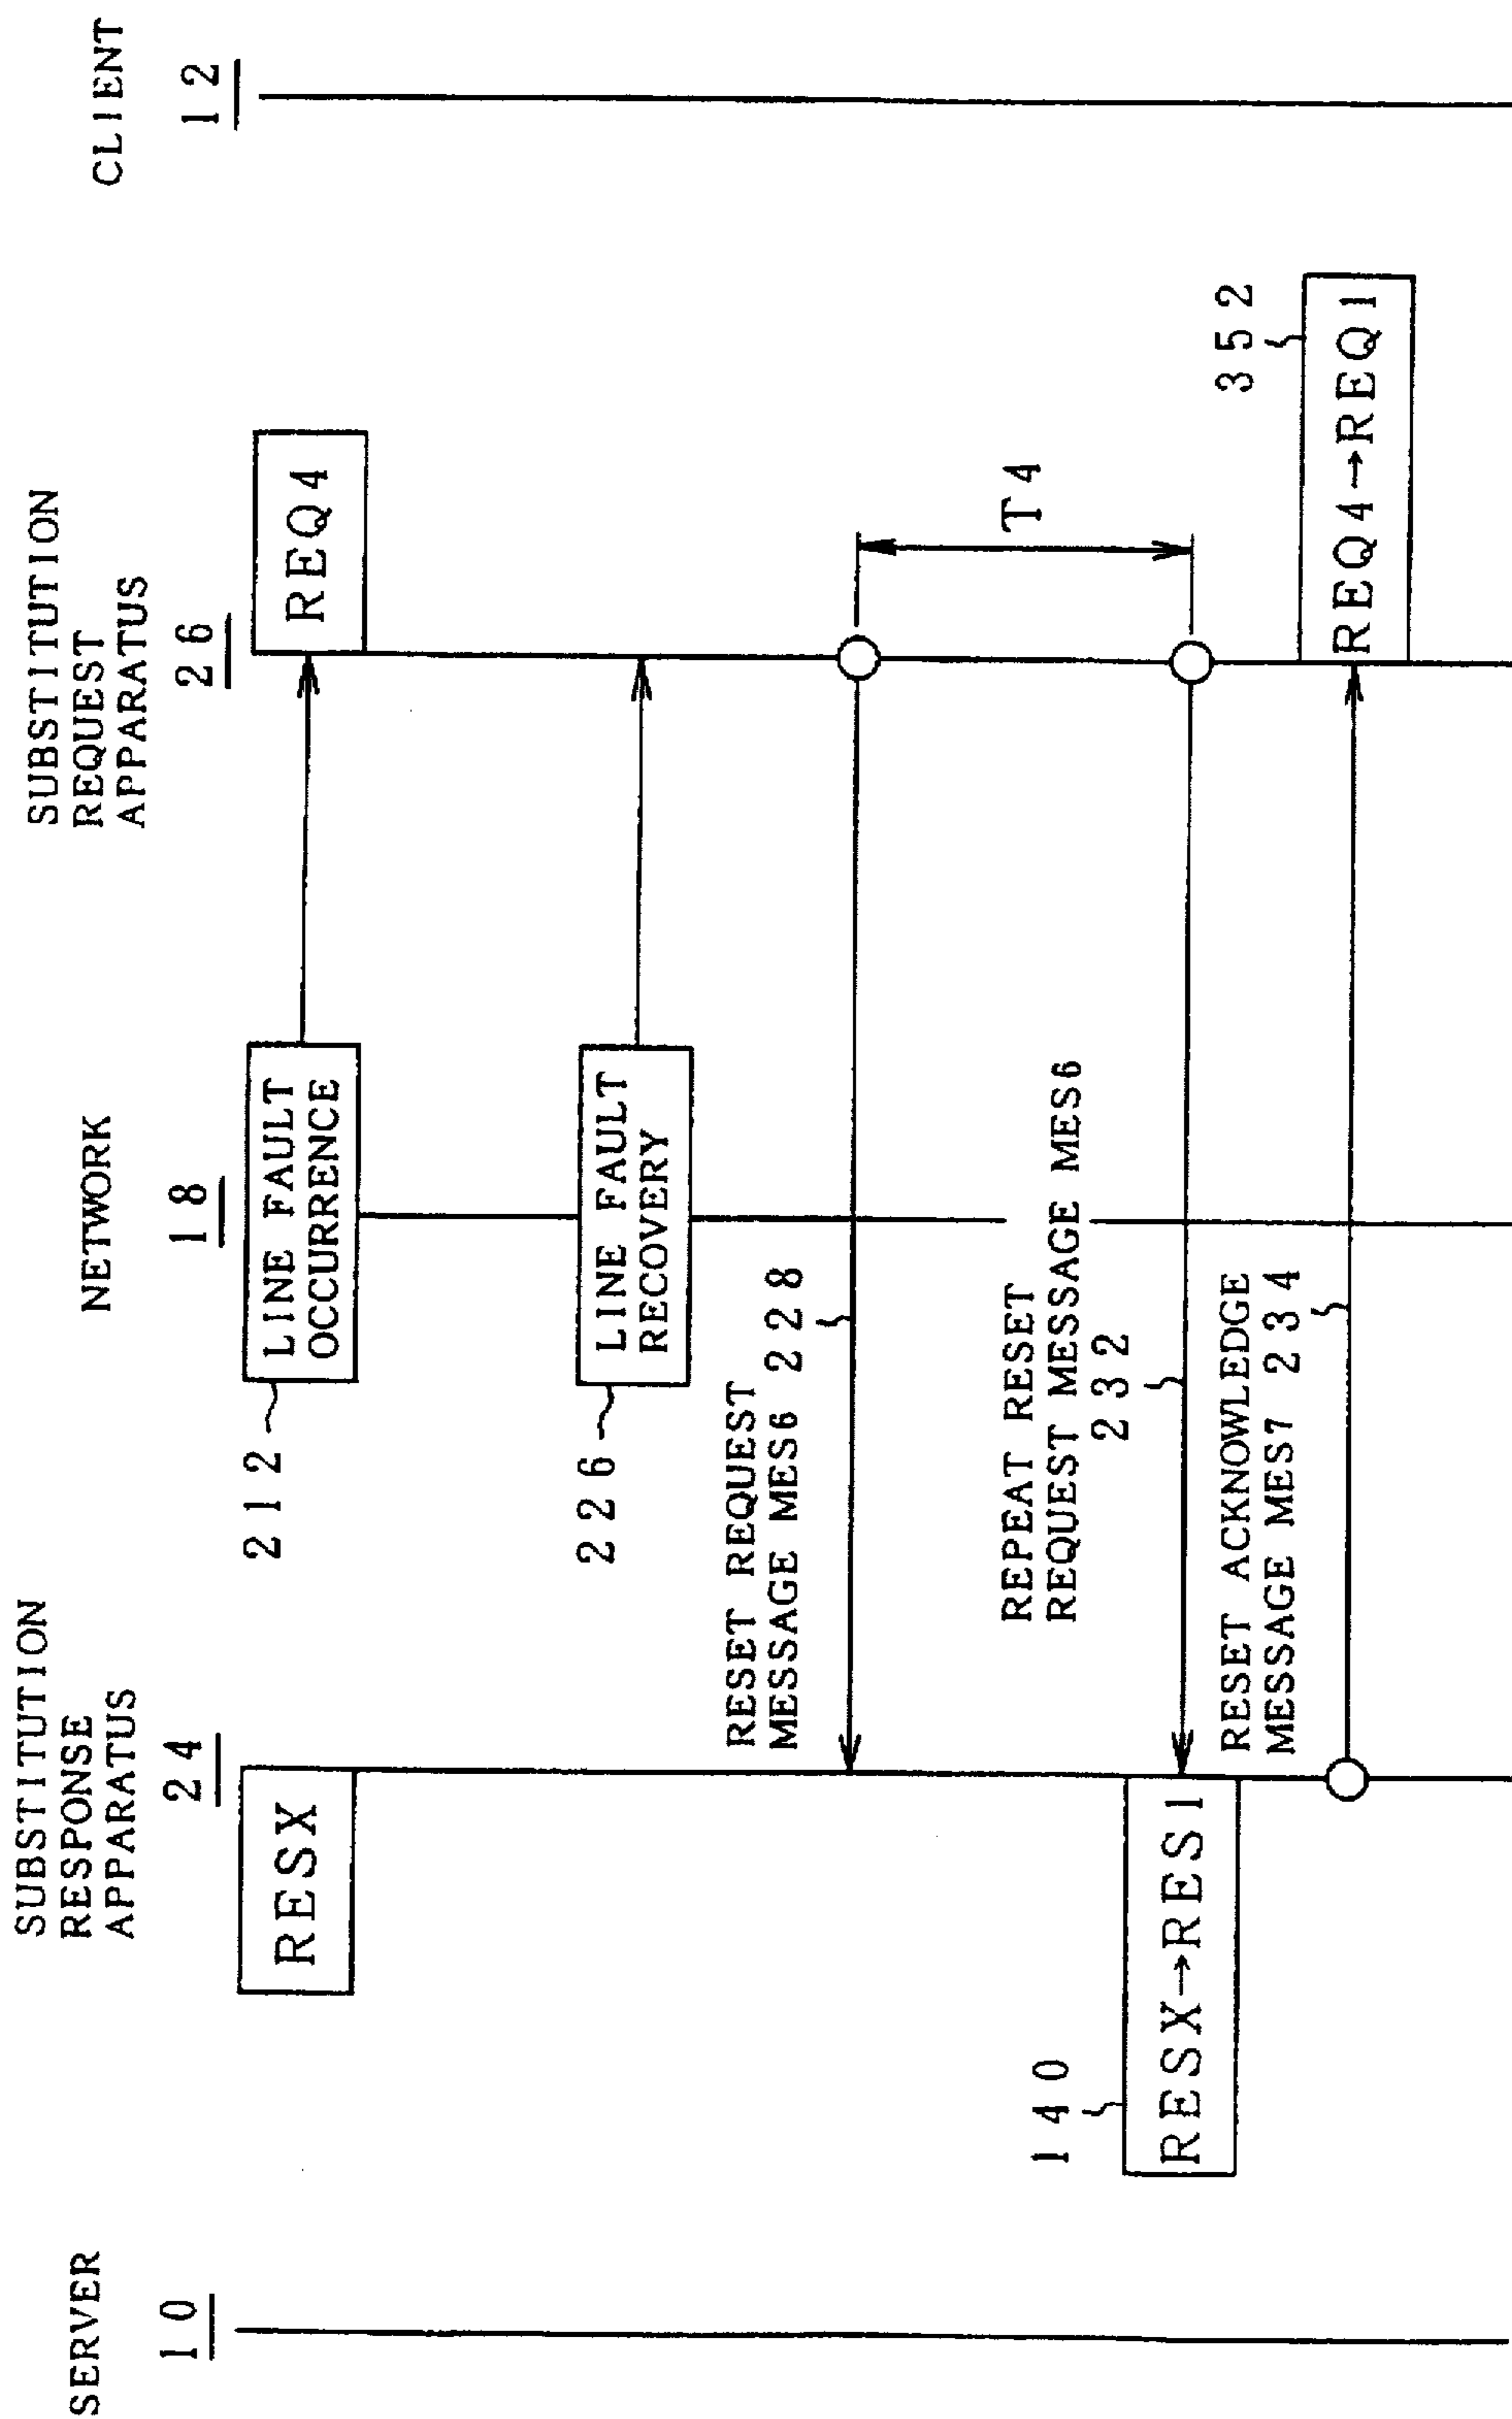 SERVER
10
SUBSTITUTION
RESPONSE
APPARATUS
24
NETWORK
18
SUBSTITUTION
REQUEST
APPARATUS
26
CLIENT
12
RESX
212
LINE FAULT
OCCURRENCE
REQ4
226
LINE FAULT
RECOVERY
RESET REQUEST
MESSAGE MES6 228
T4
REPEAT RESET
REQUEST MESSAGE MES6
232
140
RESX→RES1
RESET ACKNOWLEDGE
MESSAGE MES7 234
352
REQ4→REQ1